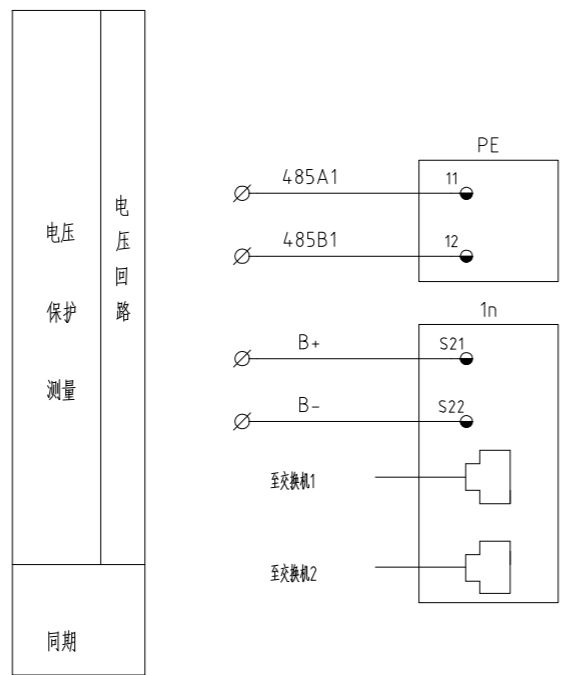 电压
保护
测量
电压回路
同期
PE
485A1
11
485B1
12
1n
B+
S21
B-
S22
至交换机1
至交换机2